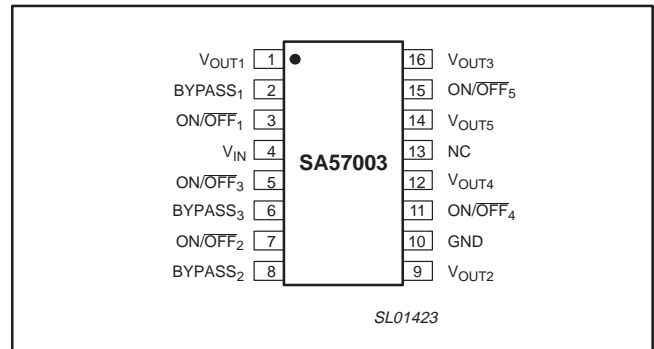 VOUT1 1 16 VOUT3
BYPASS1 2 15 ON/OFF5
ON/OFF1 3 14 VOUT5
VIN 4 13 NC
SA57003
ON/OFF3 5 12 VOUT4
BYPASS3 6 11 ON/OFF4
ON/OFF2 7 10 GND
BYPASS2 8 9 VOUT2
SL01423